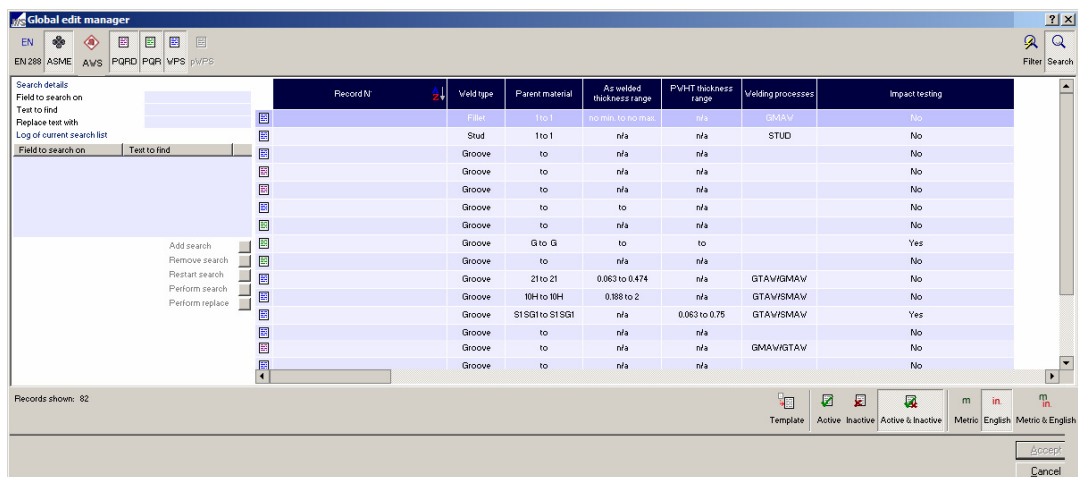 Global edit manager
EN
EN 288 ASME AWS PQRD PQR WPS pWPS
Filter Search
Search details
Field to search on
Text to find
Replace text with
Log of current search list
Field to search on Text to find
Add search
Remove search
Restart search
Perform search
Perform replace
Record N° Weld type Parent material As welded thickness range PWHT thickness range Welding processes Impact testing
Fillet 1 to 1 no min. to no max. n/a GMAW No
Stud 1 to 1 n/a n/a STUD No
Groove to n/a n/a No
Groove to n/a n/a No
Groove to n/a n/a No
Groove to to n/a No
Groove to n/a n/a No
Groove G to G to to Yes
Groove to n/a n/a No
Groove 21 to 21 0.063 to 0.474 n/a GTAW/GMAW No
Groove 10H to 10H 0.188 to 2 n/a GTAW/SMAW No
Groove S1 SG1 to S1 SG1 n/a 0.063 to 0.75 GTAW/SMAW Yes
Groove to n/a n/a No
Groove to n/a n/a GMAW/GTAW No
Groove to n/a n/a No
Records shown: 82
m in. m in.
Template Active Inactive Active & Inactive Metric English Metric & English
Accept
Cancel